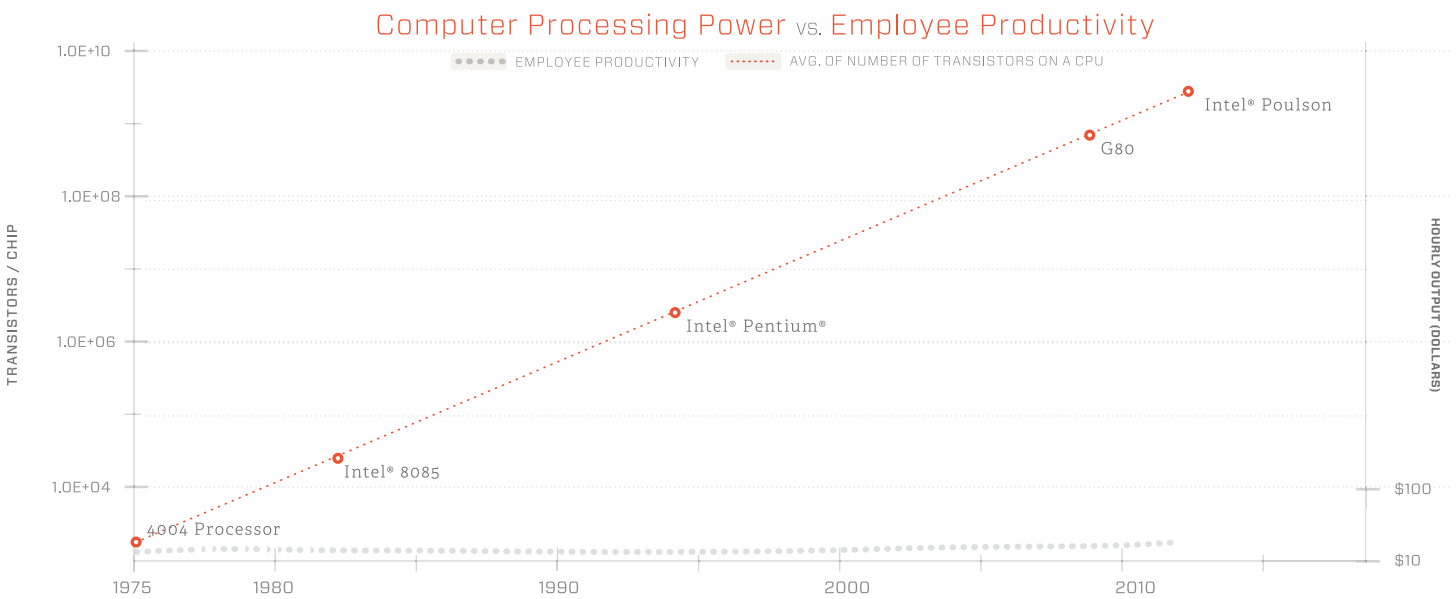 Computer Processing Power VS. Employee Productivity
EMPLOYEE PRODUCTIVITY
AVG. OF NUMBER OF TRANSISTORS ON A CPU
1.0E+10
1.0E+08
1.0E+06
1.0E+04
TRANSISTORS / CHIP
Intel® Poulson
G80
Intel® Pentium®
Intel® 8085
4004 Processor
HOURLY OUTPUT (DOLLARS)
$100
$10
1975
1980
1990
2000
2010